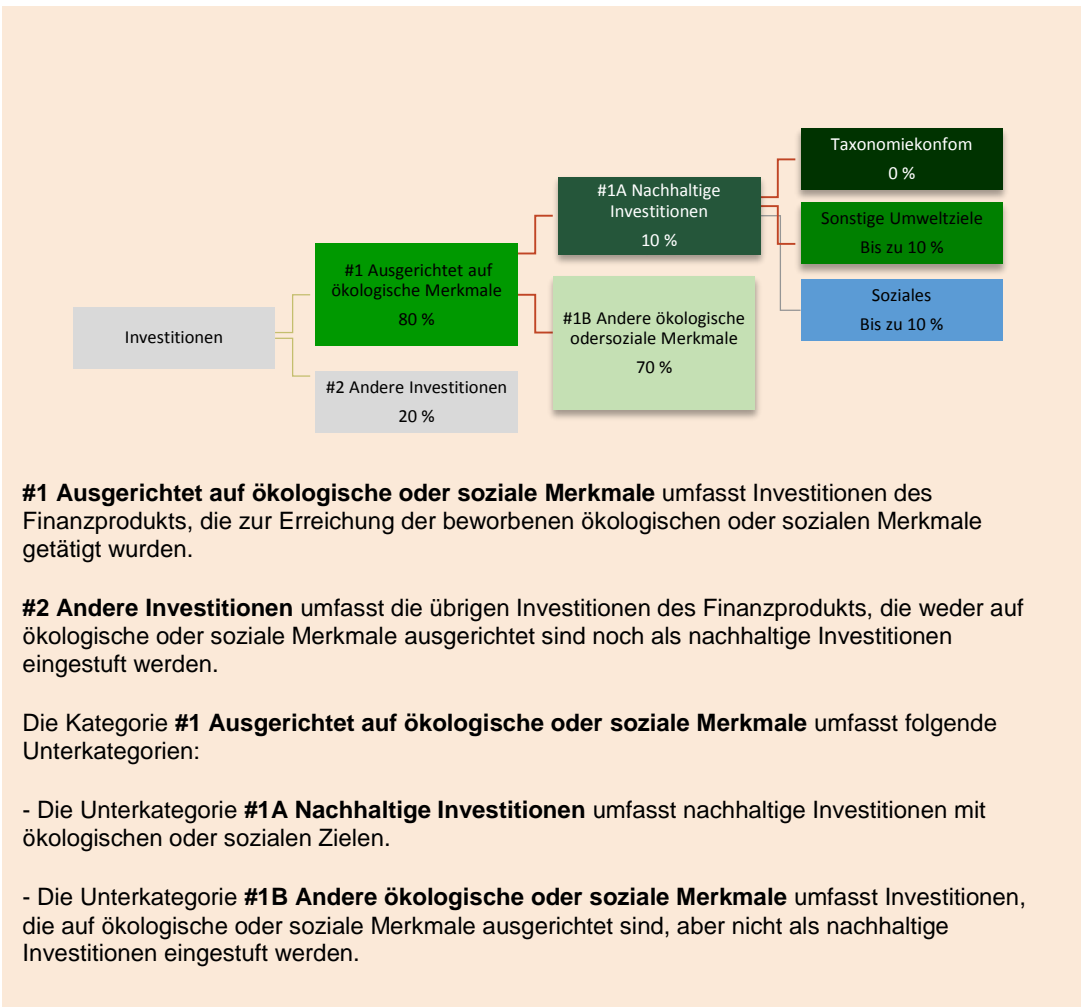 Taxonomiekonfom
0 %
#1A Nachhaltige
Investitionen
10 %
Sonstige Umweltziele
Bis zu 10 %
#1 Ausgerichtet auf
ökologische Merkmale
80 %
Soziales
Bis zu 10 %
#1B Andere ökologische
odersoziale Merkmale
70 %
Investitionen
#2 Andere Investitionen
20 %
#1 Ausgerichtet auf ökologische oder soziale Merkmale umfasst Investitionen des
Finanzprodukts, die zur Erreichung der beworbenen ökologischen oder sozialen Merkmale
getätigt wurden.
#2 Andere Investitionen umfasst die übrigen Investitionen des Finanzprodukts, die weder auf
ökologische oder soziale Merkmale ausgerichtet sind noch als nachhaltige Investitionen
eingestuft werden.
Die Kategorie #1 Ausgerichtet auf ökologische oder soziale Merkmale umfasst folgende
Unterkategorien:
- Die Unterkategorie #1A Nachhaltige Investitionen umfasst nachhaltige Investitionen mit
ökologischen oder sozialen Zielen.
- Die Unterkategorie #1B Andere ökologische oder soziale Merkmale umfasst Investitionen,
die auf ökologische oder soziale Merkmale ausgerichtet sind, aber nicht als nachhaltige
Investitionen eingestuft werden.